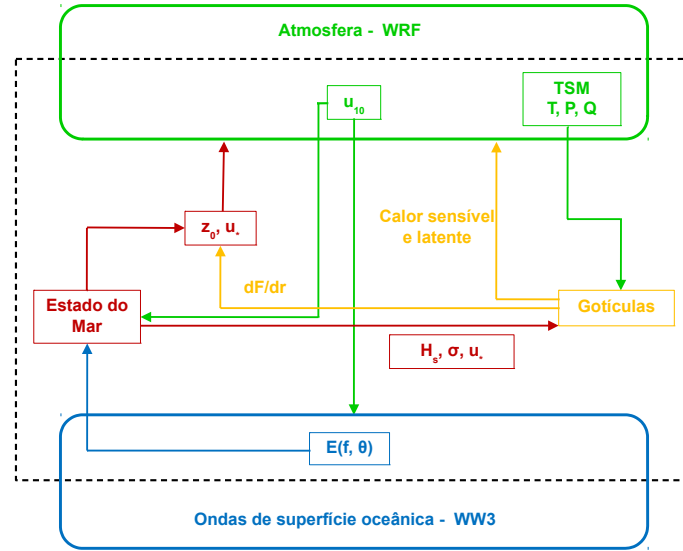 Atmosfera - WRF
u₁₀
TSM
T, P, Q
z₀, u*
Calor sensível
e latente
dF/dr
Estado do
Mar
Gotículas
Hₛ, σ, u*
E(f, θ)
Ondas de superfície oceânica - WW3